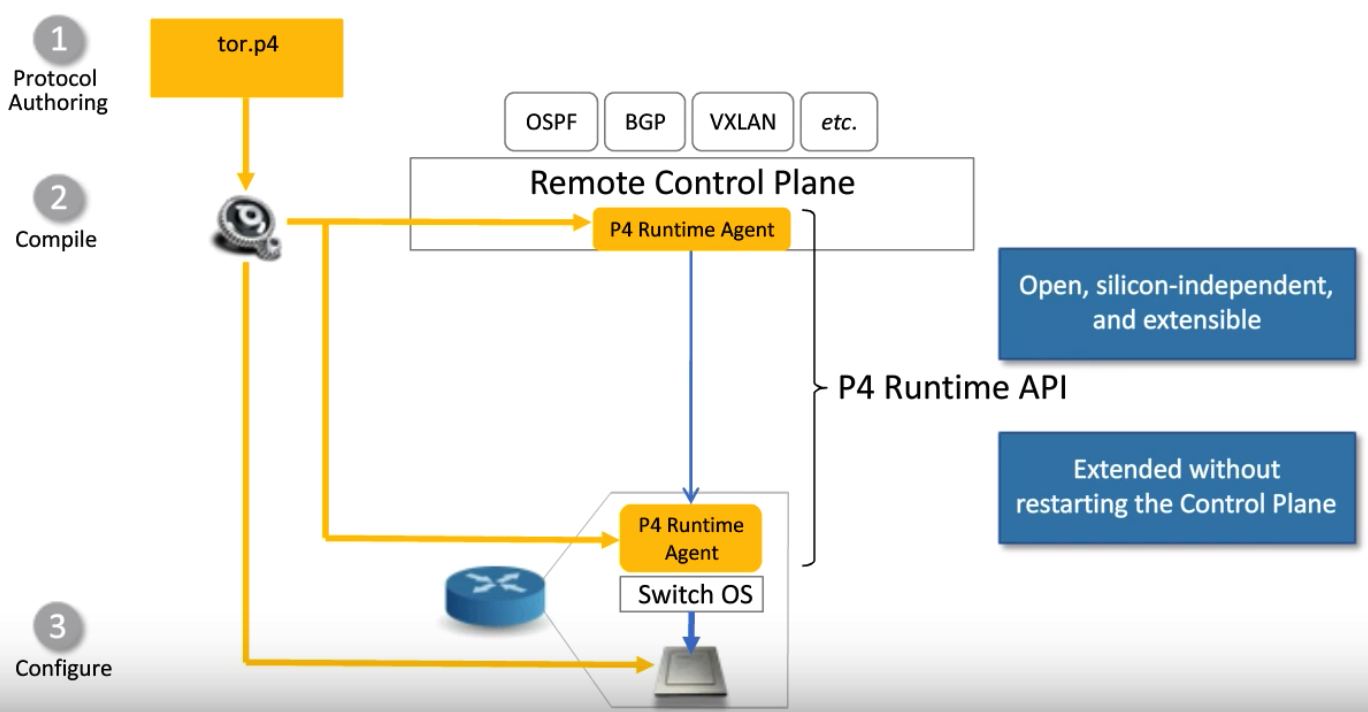 1
Protocol
Authoring
tor.p4
OSPF
BGP
VXLAN
etc.
2
Compile
Remote Control Plane
P4 Runtime Agent
Open, silicon-independent,
and extensible
P4 Runtime API
Extended without
restarting the Control Plane
P4 Runtime
Agent
Switch OS
3
Configure